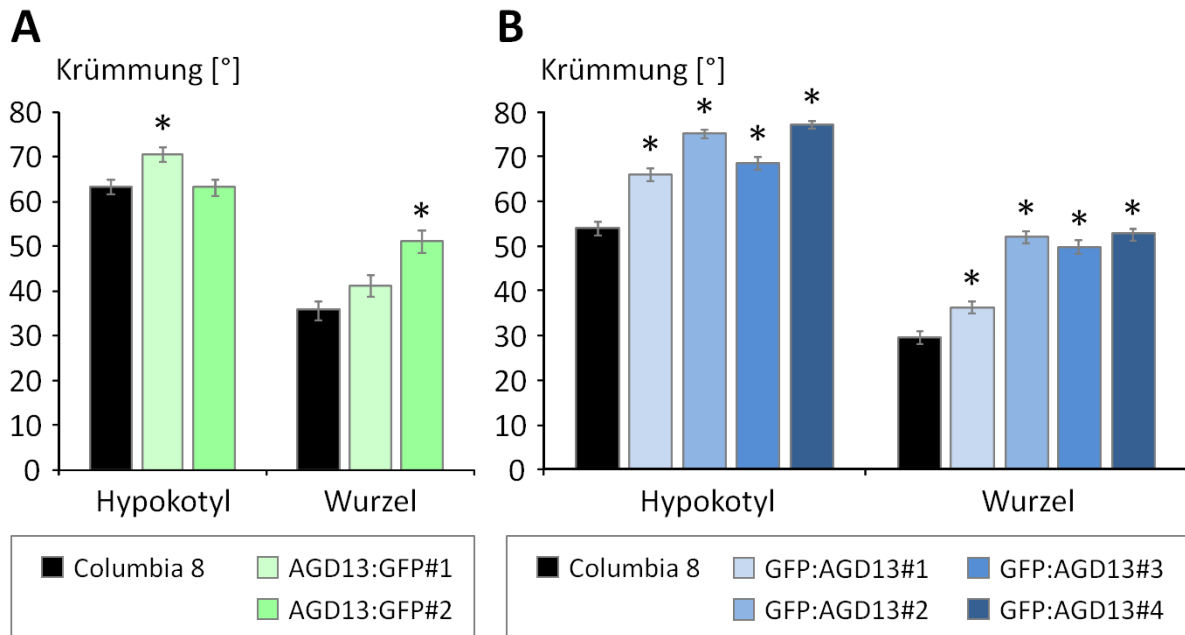 A
Krümmung [°]
80
70
60
50
40
30
20
10
0
*
*
Hypokotyl Wurzel
Columbia 8 AGD13:GFP#1
AGD13:GFP#2
B
Krümmung [°]
80
70
60
50
40
30
20
10
0
* * * *
* * * *
Hypokotyl Wurzel
Columbia 8 GFP:AGD13#1 GFP:AGD13#3
GFP:AGD13#2 GFP:AGD13#4